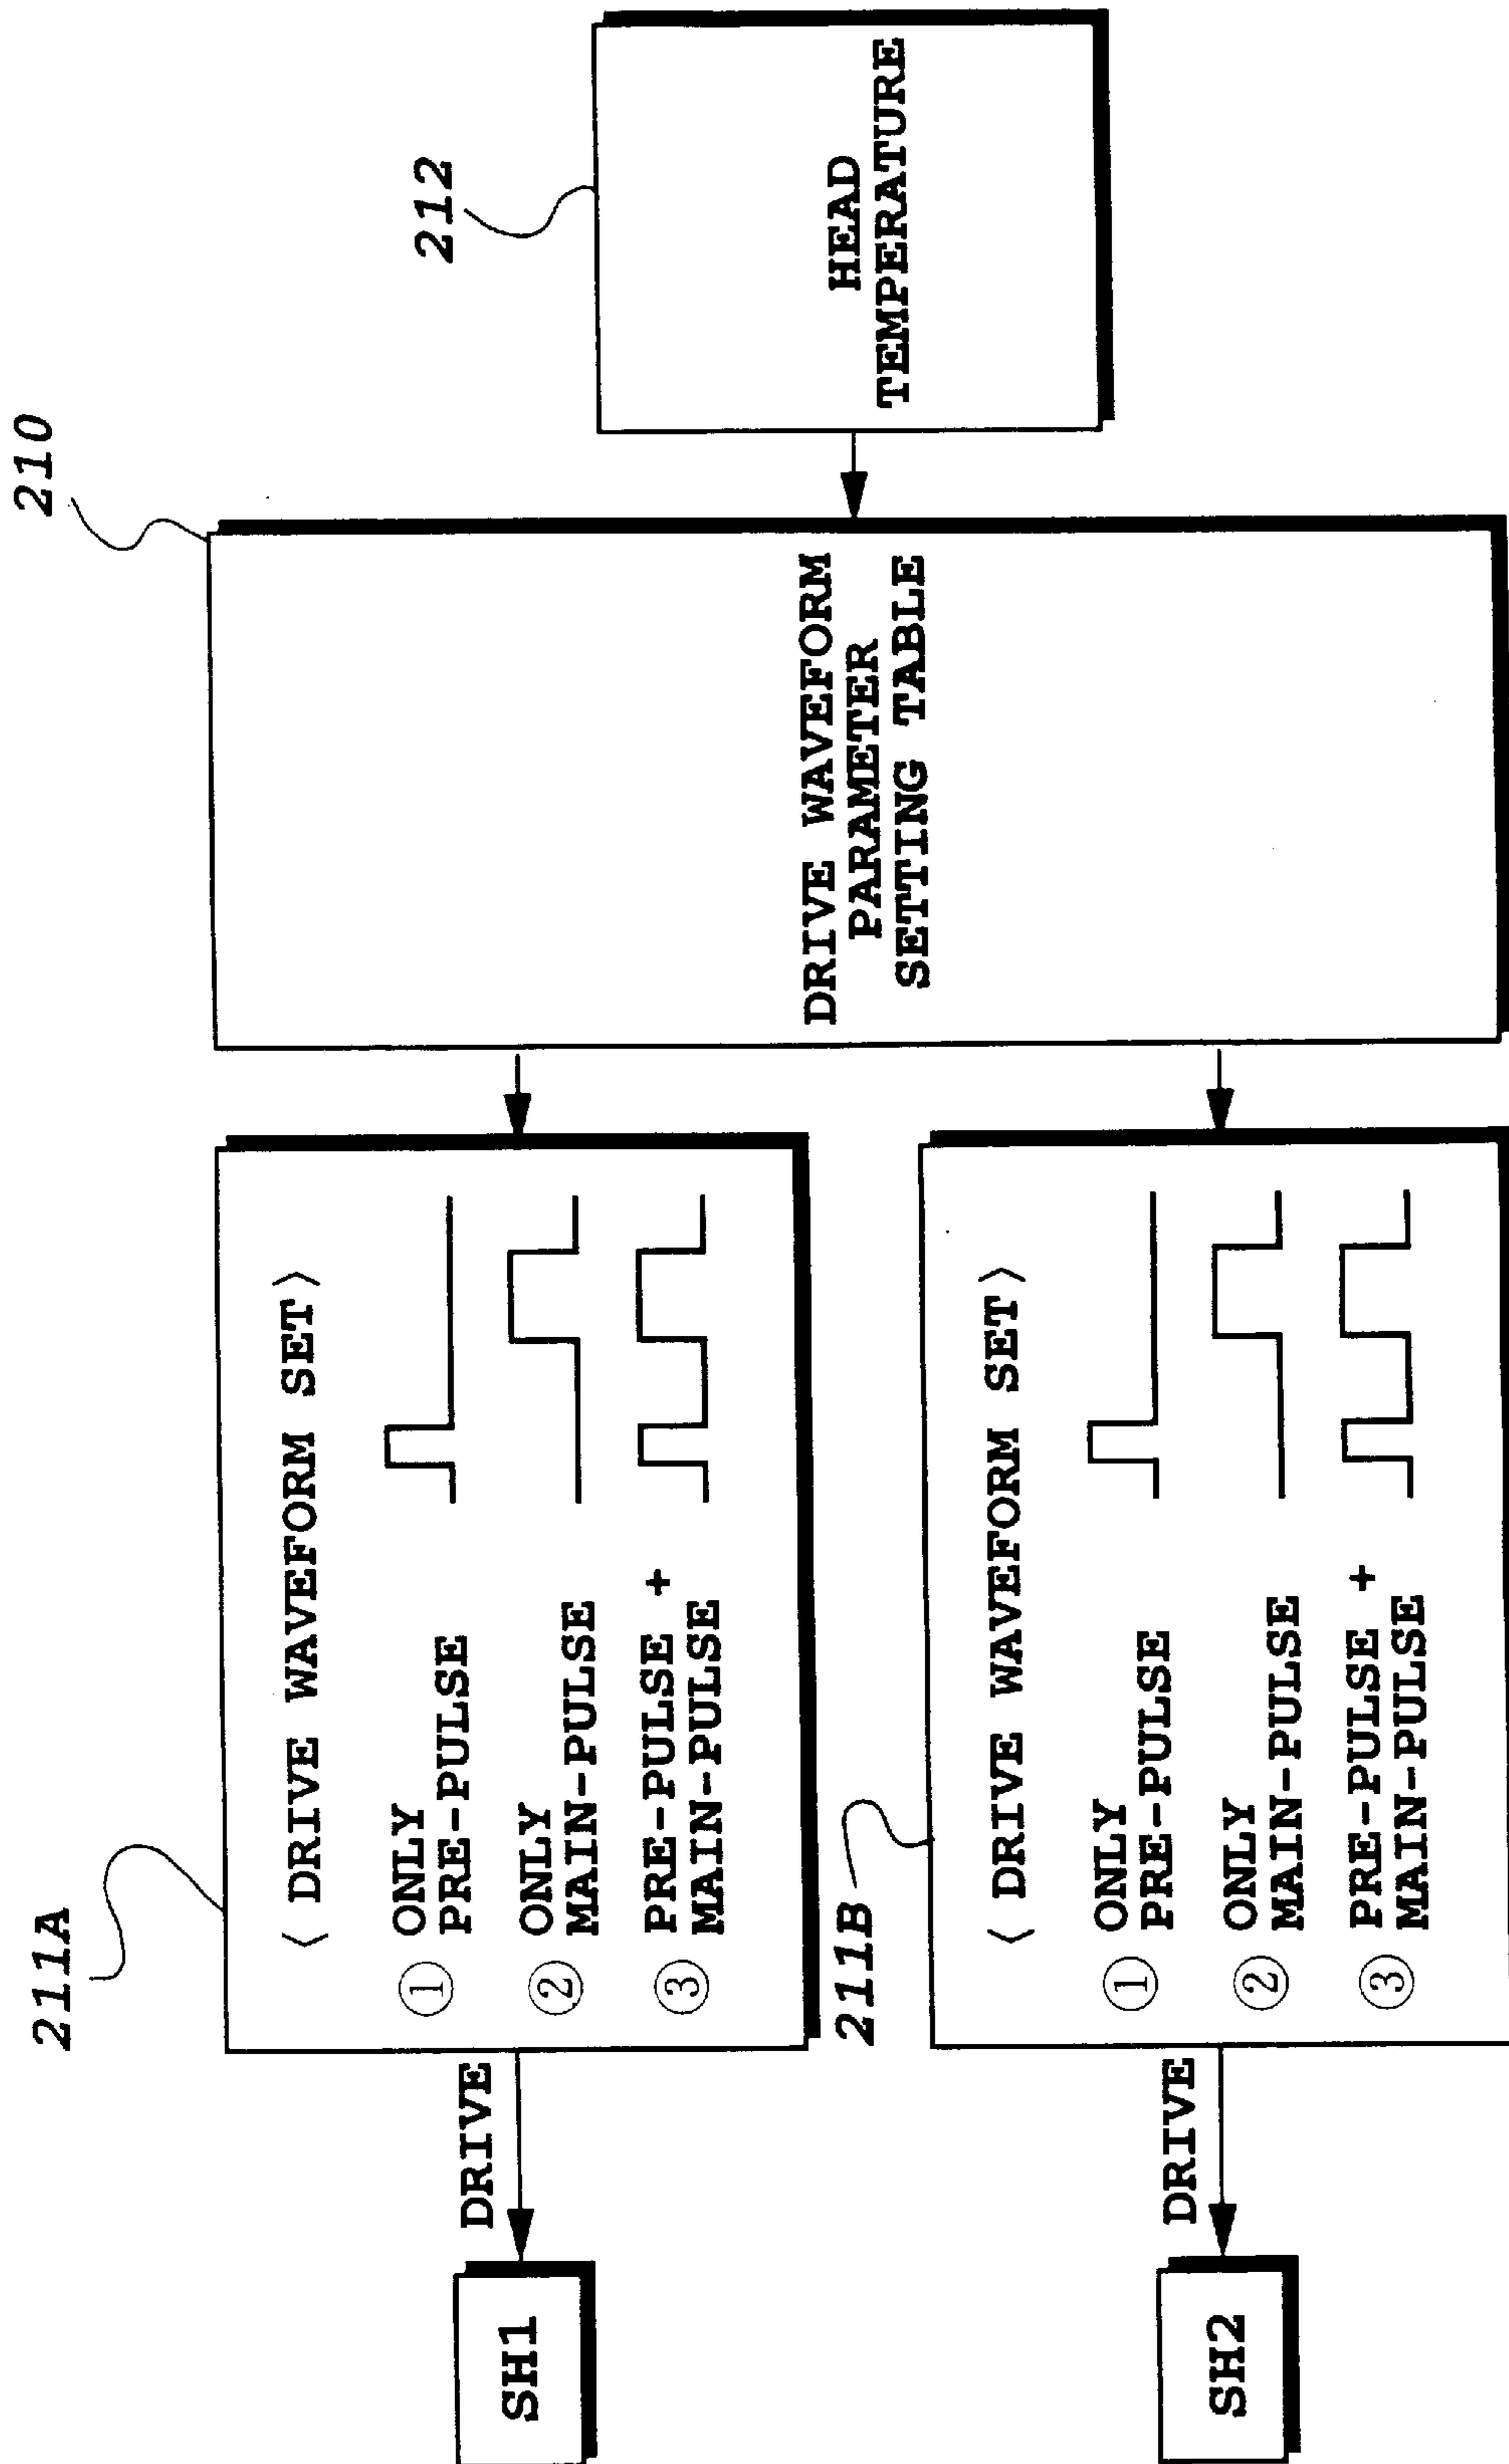 211A
210
212
〈 DRIVE WAVEFORM SET〉
① ONLY
PRE-PULSE
② ONLY
MAIN-PULSE
③ PRE-PULSE +
MAIN-PULSE
DRIVE
SH1
DRIVE WAVEFORM
PARAMETER
SETTING TABLE
HEAD
TEMPERATURE
211B
〈 DRIVE WAVEFORM SET〉
① ONLY
PRE-PULSE
② ONLY
MAIN-PULSE
③ PRE-PULSE +
MAIN-PULSE
DRIVE
SH2